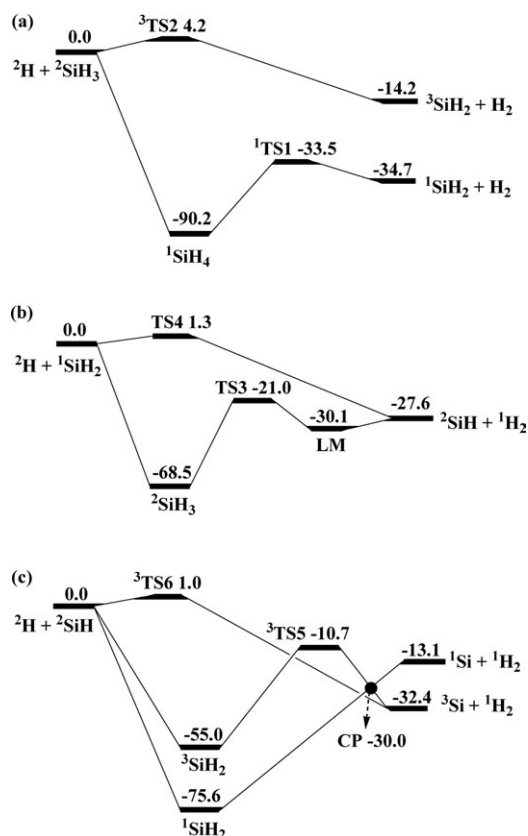 (a)
³TS2 4.2
0.0
²H + ²SiH₃
-14.2
³SiH₂ + H₂
¹TS1 -33.5
-34.7
¹SiH₂ + H₂
-90.2
¹SiH₄
(b)
0.0
TS4 1.3
²H + ¹SiH₂
TS3 -21.0
-30.1
-27.6
²SiH + ¹H₂
LM
-68.5
²SiH₃
(c)
0.0
³TS6 1.0
²H + ²SiH
³TS5 -10.7
-13.1
¹Si + ¹H₂
-32.4
³Si + ¹H₂
CP -30.0
-55.0
³SiH₂
-75.6
¹SiH₂